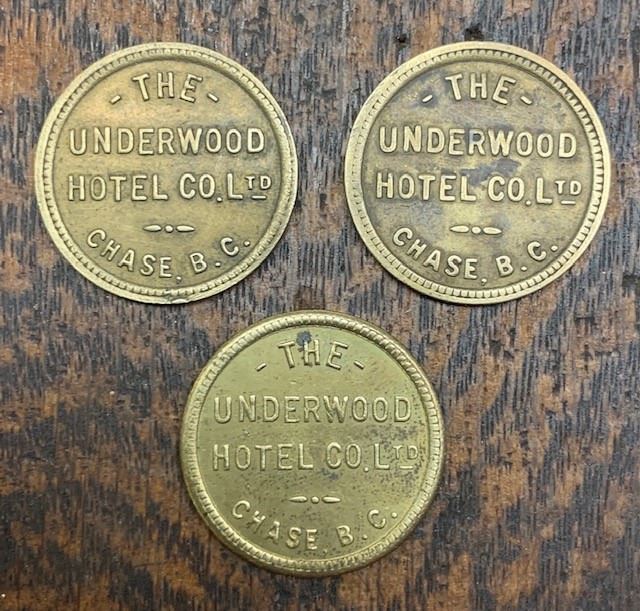 - THE -
UNDERWOOD
HOTEL CO. LTD
CHASE, B.C.
- THE -
UNDERWOOD
HOTEL CO. LTD
CHASE, B.C.
- THE -
UNDERWOOD
HOTEL CO. LTD
CHASE, B.C.